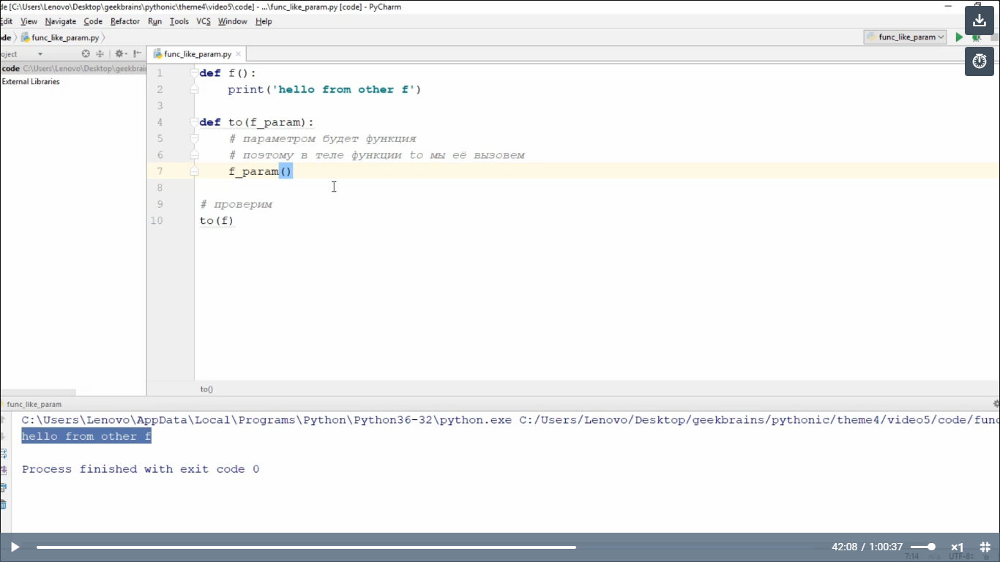 de [C:\Users\Lenovo\Desktop\geekbrains\pythonic\theme4\video5\code] - ...\func_like_param.py [code] - PyCharm
Edit View Navigate Code Refactor Run Tools VCS Window Help
de func_like_param.py func_like_param
oject func_like_param.py
code C:\Users\Lenovo\Desktop\geekbrai
External Libraries
1 def f():
2 print('hello from other f')
3
4 def to(f_param):
5 # параметром будет функция
6 # поэтому в теле функции to мы её вызовем
7 f_param()
8
9 # проверим
10 to(f)
to()
func_like_param
C:\Users\Lenovo\AppData\Local\Programs\Python\Python36-32\python.exe C:/Users/Lenovo/Desktop/geekbrains/pythonic/theme4/video5/code/func
hello from other f
Process finished with exit code 0
42:08 / 1:00:37 ×1
7:14 n/a UTF-8